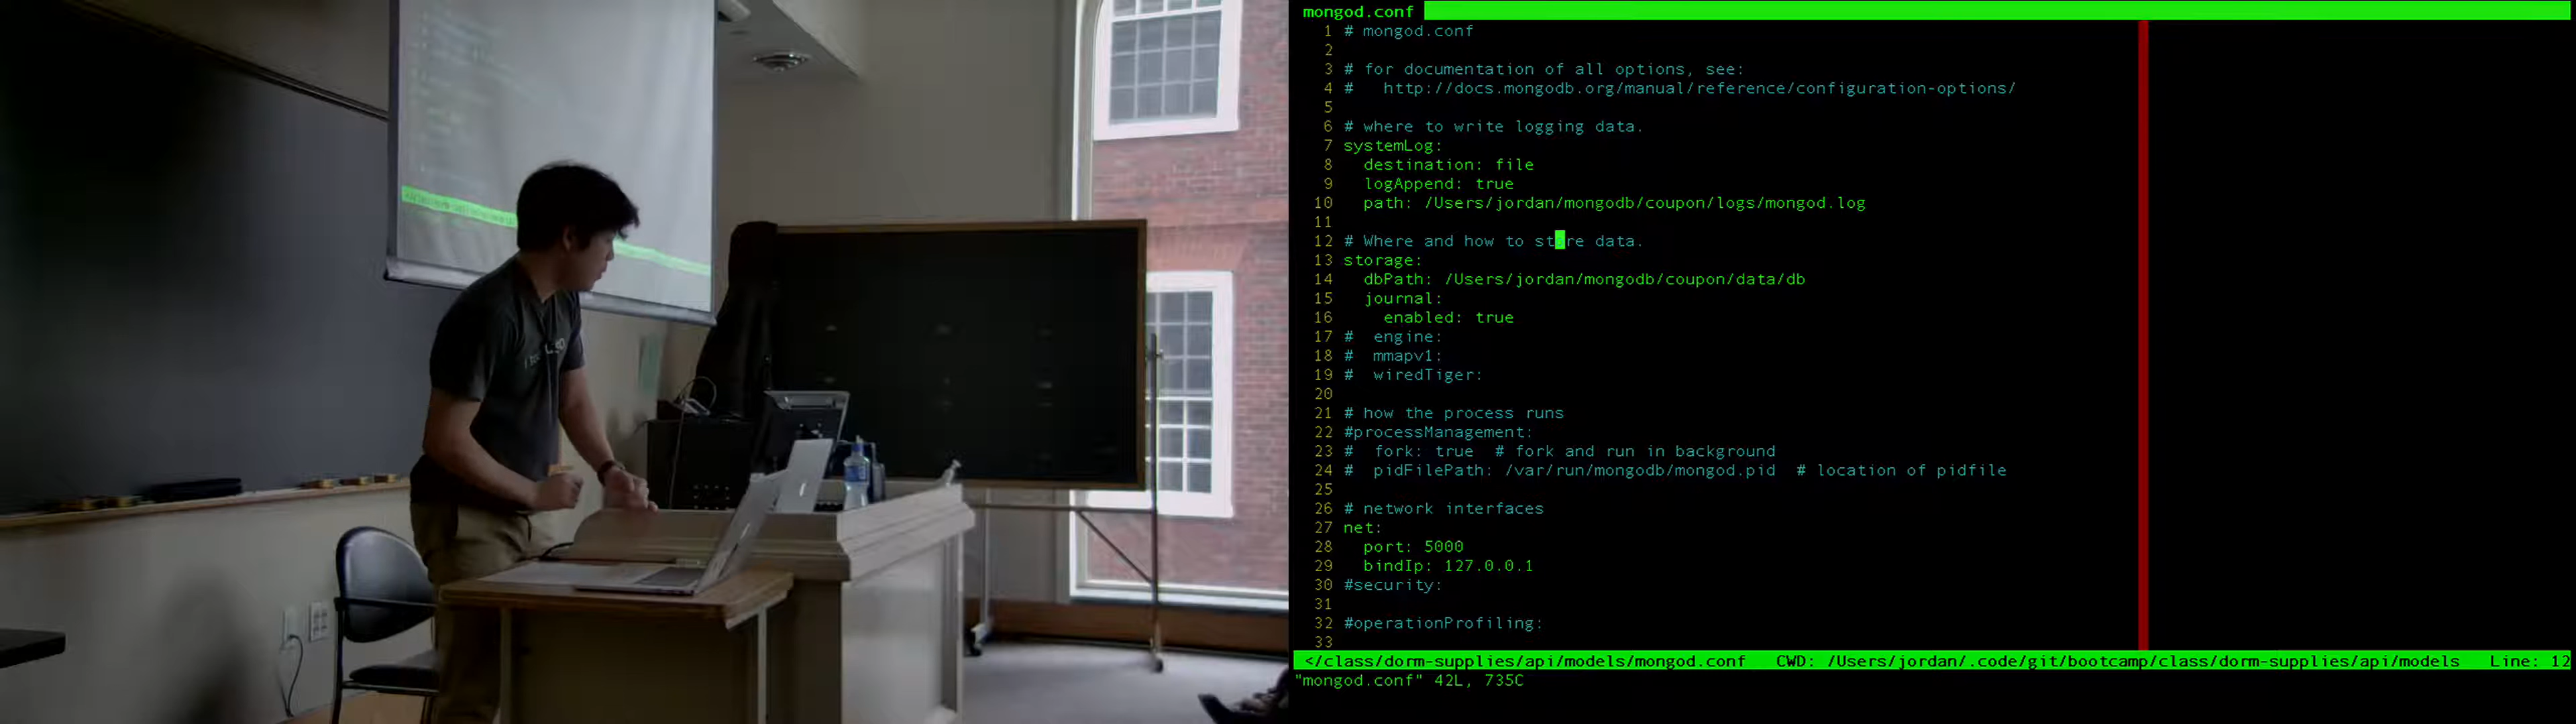 mongod.conf
1 # mongod.conf
2
3 # for documentation of all options, see:
4 #   http://docs.mongodb.org/manual/reference/configuration-options/
5
6 # where to write logging data.
7 systemLog:
8   destination: file
9   logAppend: true
10   path: /Users/jordan/mongodb/coupon/logs/mongod.log
11
12 # Where and how to store data.
13 storage:
14   dbPath: /Users/jordan/mongodb/coupon/data/db
15   journal:
16     enabled: true
17 #  engine:
18 #  mmapv1:
19 #  wiredTiger:
20
21 # how the process runs
22 #processManagement:
23 #  fork: true  # fork and run in background
24 #  pidFilePath: /var/run/mongodb/mongod.pid  # location of pidfile
25
26 # network interfaces
27 net:
28   port: 5000
29   bindIp: 127.0.0.1
30 #security:
31
32 #operationProfiling:
33
</class/dorm-supplies/api/models/mongod.conf   CWD: /Users/jordan/.code/git/bootcamp/class/dorm-supplies/api/models   Line: 12
"mongod.conf" 42L, 735C